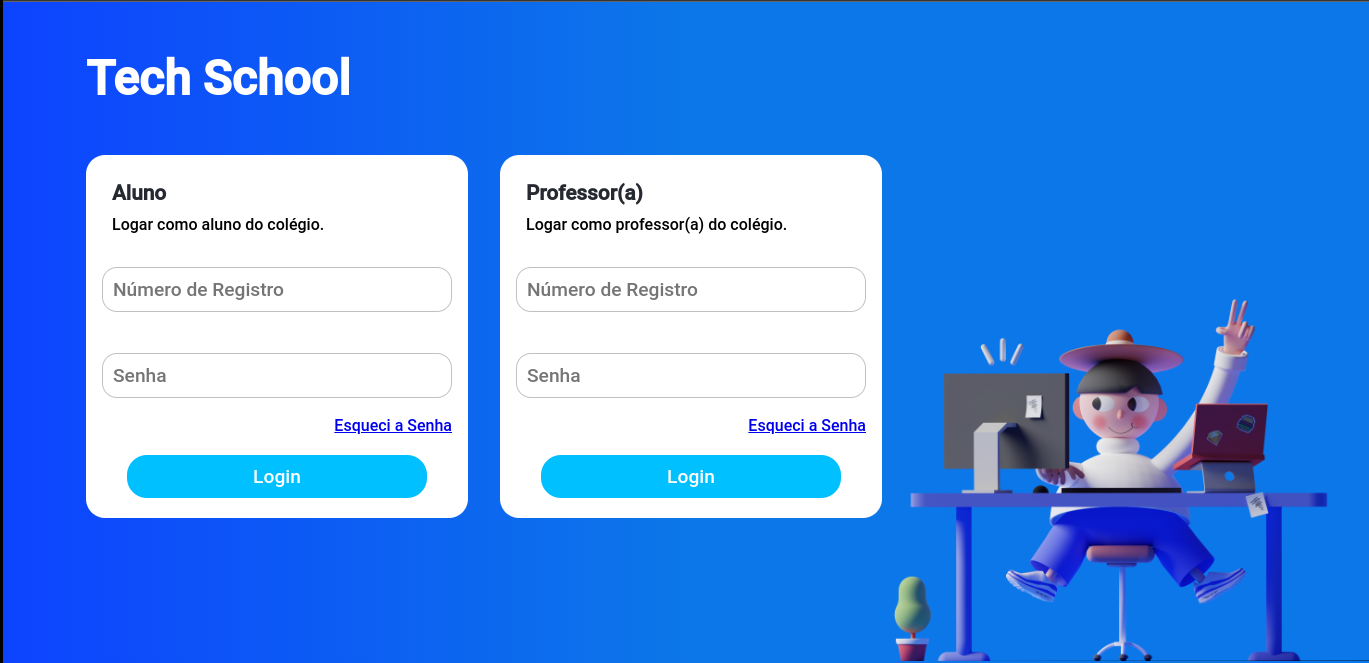 Tech School
Aluno
Logar como aluno do colégio.
Número de Registro
Senha
Esqueci a Senha
Login
Professor(a)
Logar como professor(a) do colégio.
Número de Registro
Senha
Esqueci a Senha
Login